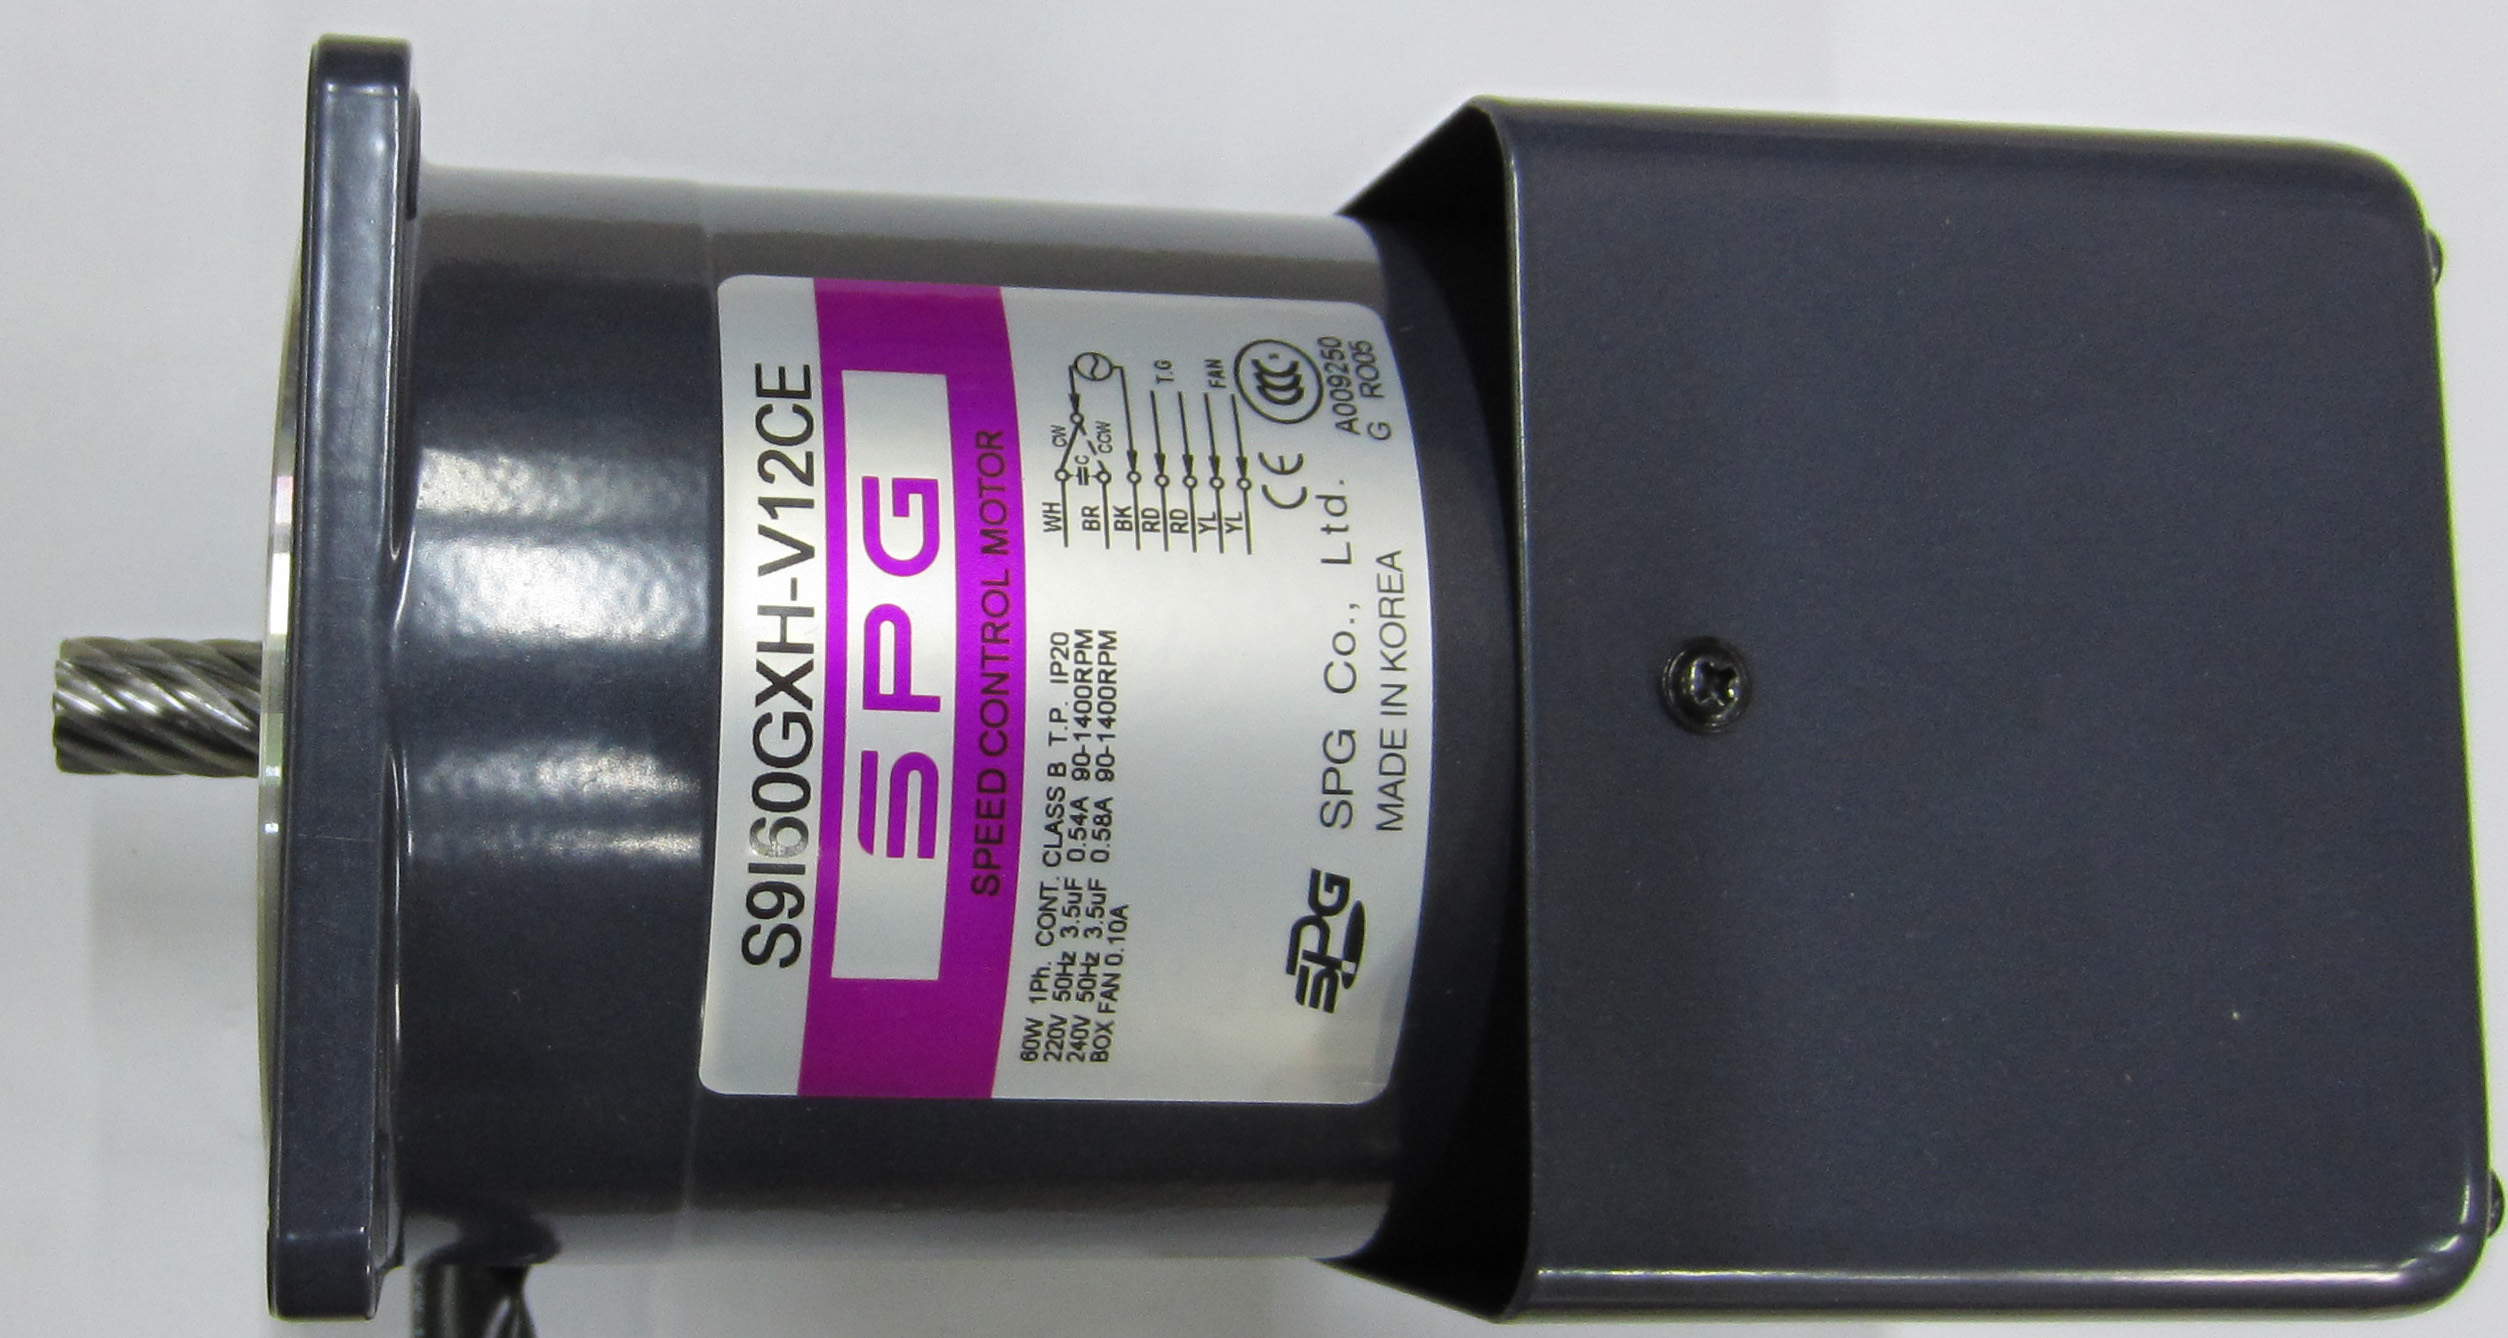 S9I60GXH-V12CE
SPG
SPEED CONTROL MOTOR
60W 1Ph. CONT. CLASS B T.P. IP20
220V 50Hz 3.5uF 0.54A 90-1400RPM
240V 50Hz 3.5uF 0.58A 90-1400RPM
BOX FAN 0.10A
WH
CW
C
BR
CCW
BK
RD
T.G
RD
YL
FAN
YL
CE
CCC
S
SPG
SPG Co., Ltd.
A009250
MADE IN KOREA
G R005